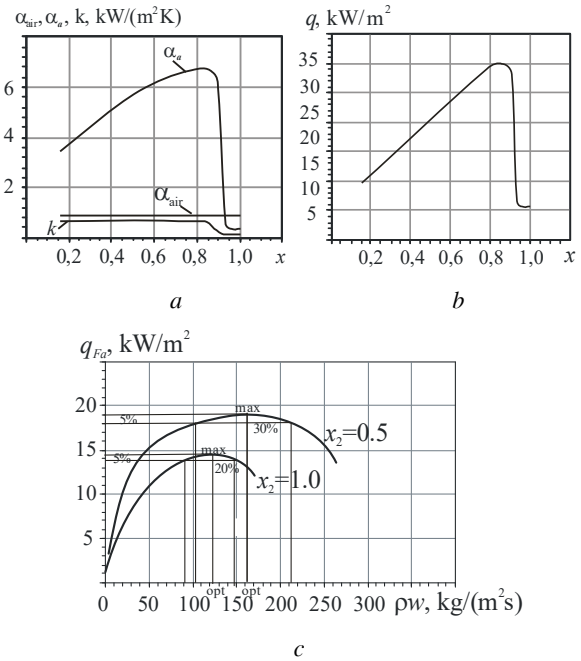 α_air, α_a, k, kW/(m²K)
6
4
2
α_a
α_air
k
0,2 0,4 0,6 0,8 1,0 x
a
q, kW/m²
35
30
25
20
15
10
5
0,2 0,4 0,6 0,8 1,0 x
b
q_Fa, kW/m²
20
15
10
5
5%
max
30%
x₂=0.5
5%
max
20%
x₂=1.0
opt opt
0 50 100 150 200 250 300 ρw, kg/(m²s)
c